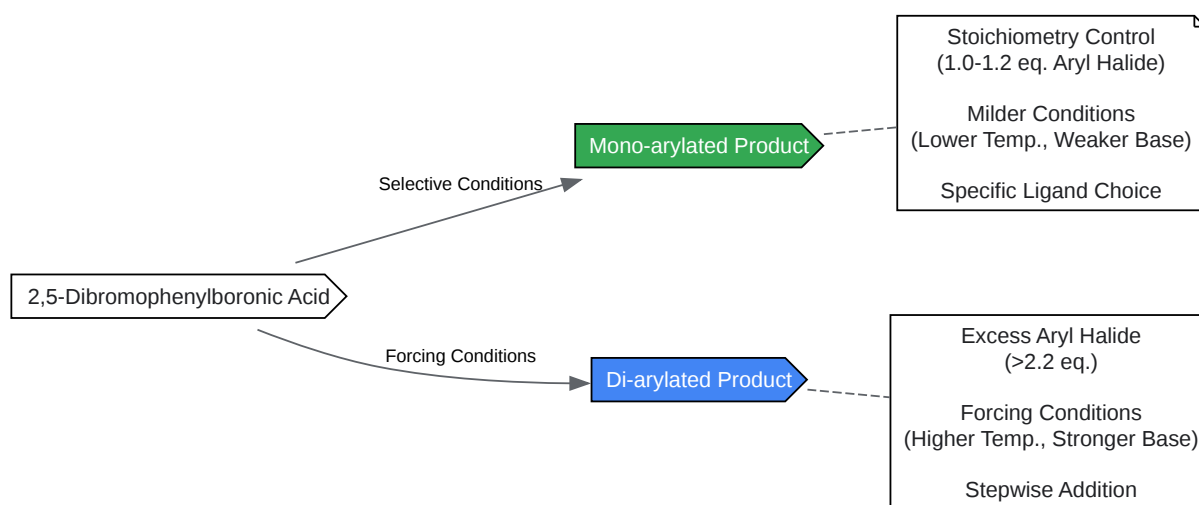 Stoichiometry Control
(1.0-1.2 eq. Aryl Halide)
Milder Conditions
(Lower Temp., Weaker Base)
Specific Ligand Choice
Mono-arylated Product
Selective Conditions
2,5-Dibromophenylboronic Acid
Forcing Conditions
Di-arylated Product
Excess Aryl Halide
(>2.2 eq.)
Forcing Conditions
(Higher Temp., Stronger Base)
Stepwise Addition